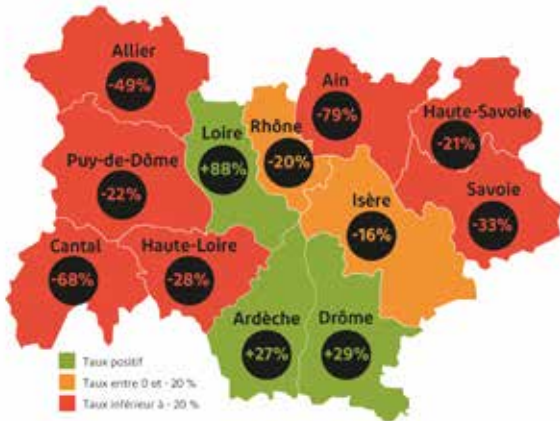 Allier
-49%
Ain
-79%
Haute-Savoie
-21%
Loire
+88%
Rhône
-20%
Puy-de-Dôme
-22%
Savoie
-33%
Isère
-16%
Cantal
-68%
Haute-Loire
-28%
Ardèche
+27%
Drôme
+29%
Taux positif
Taux entre 0 et - 20 %
Taux inférieur à - 20 %